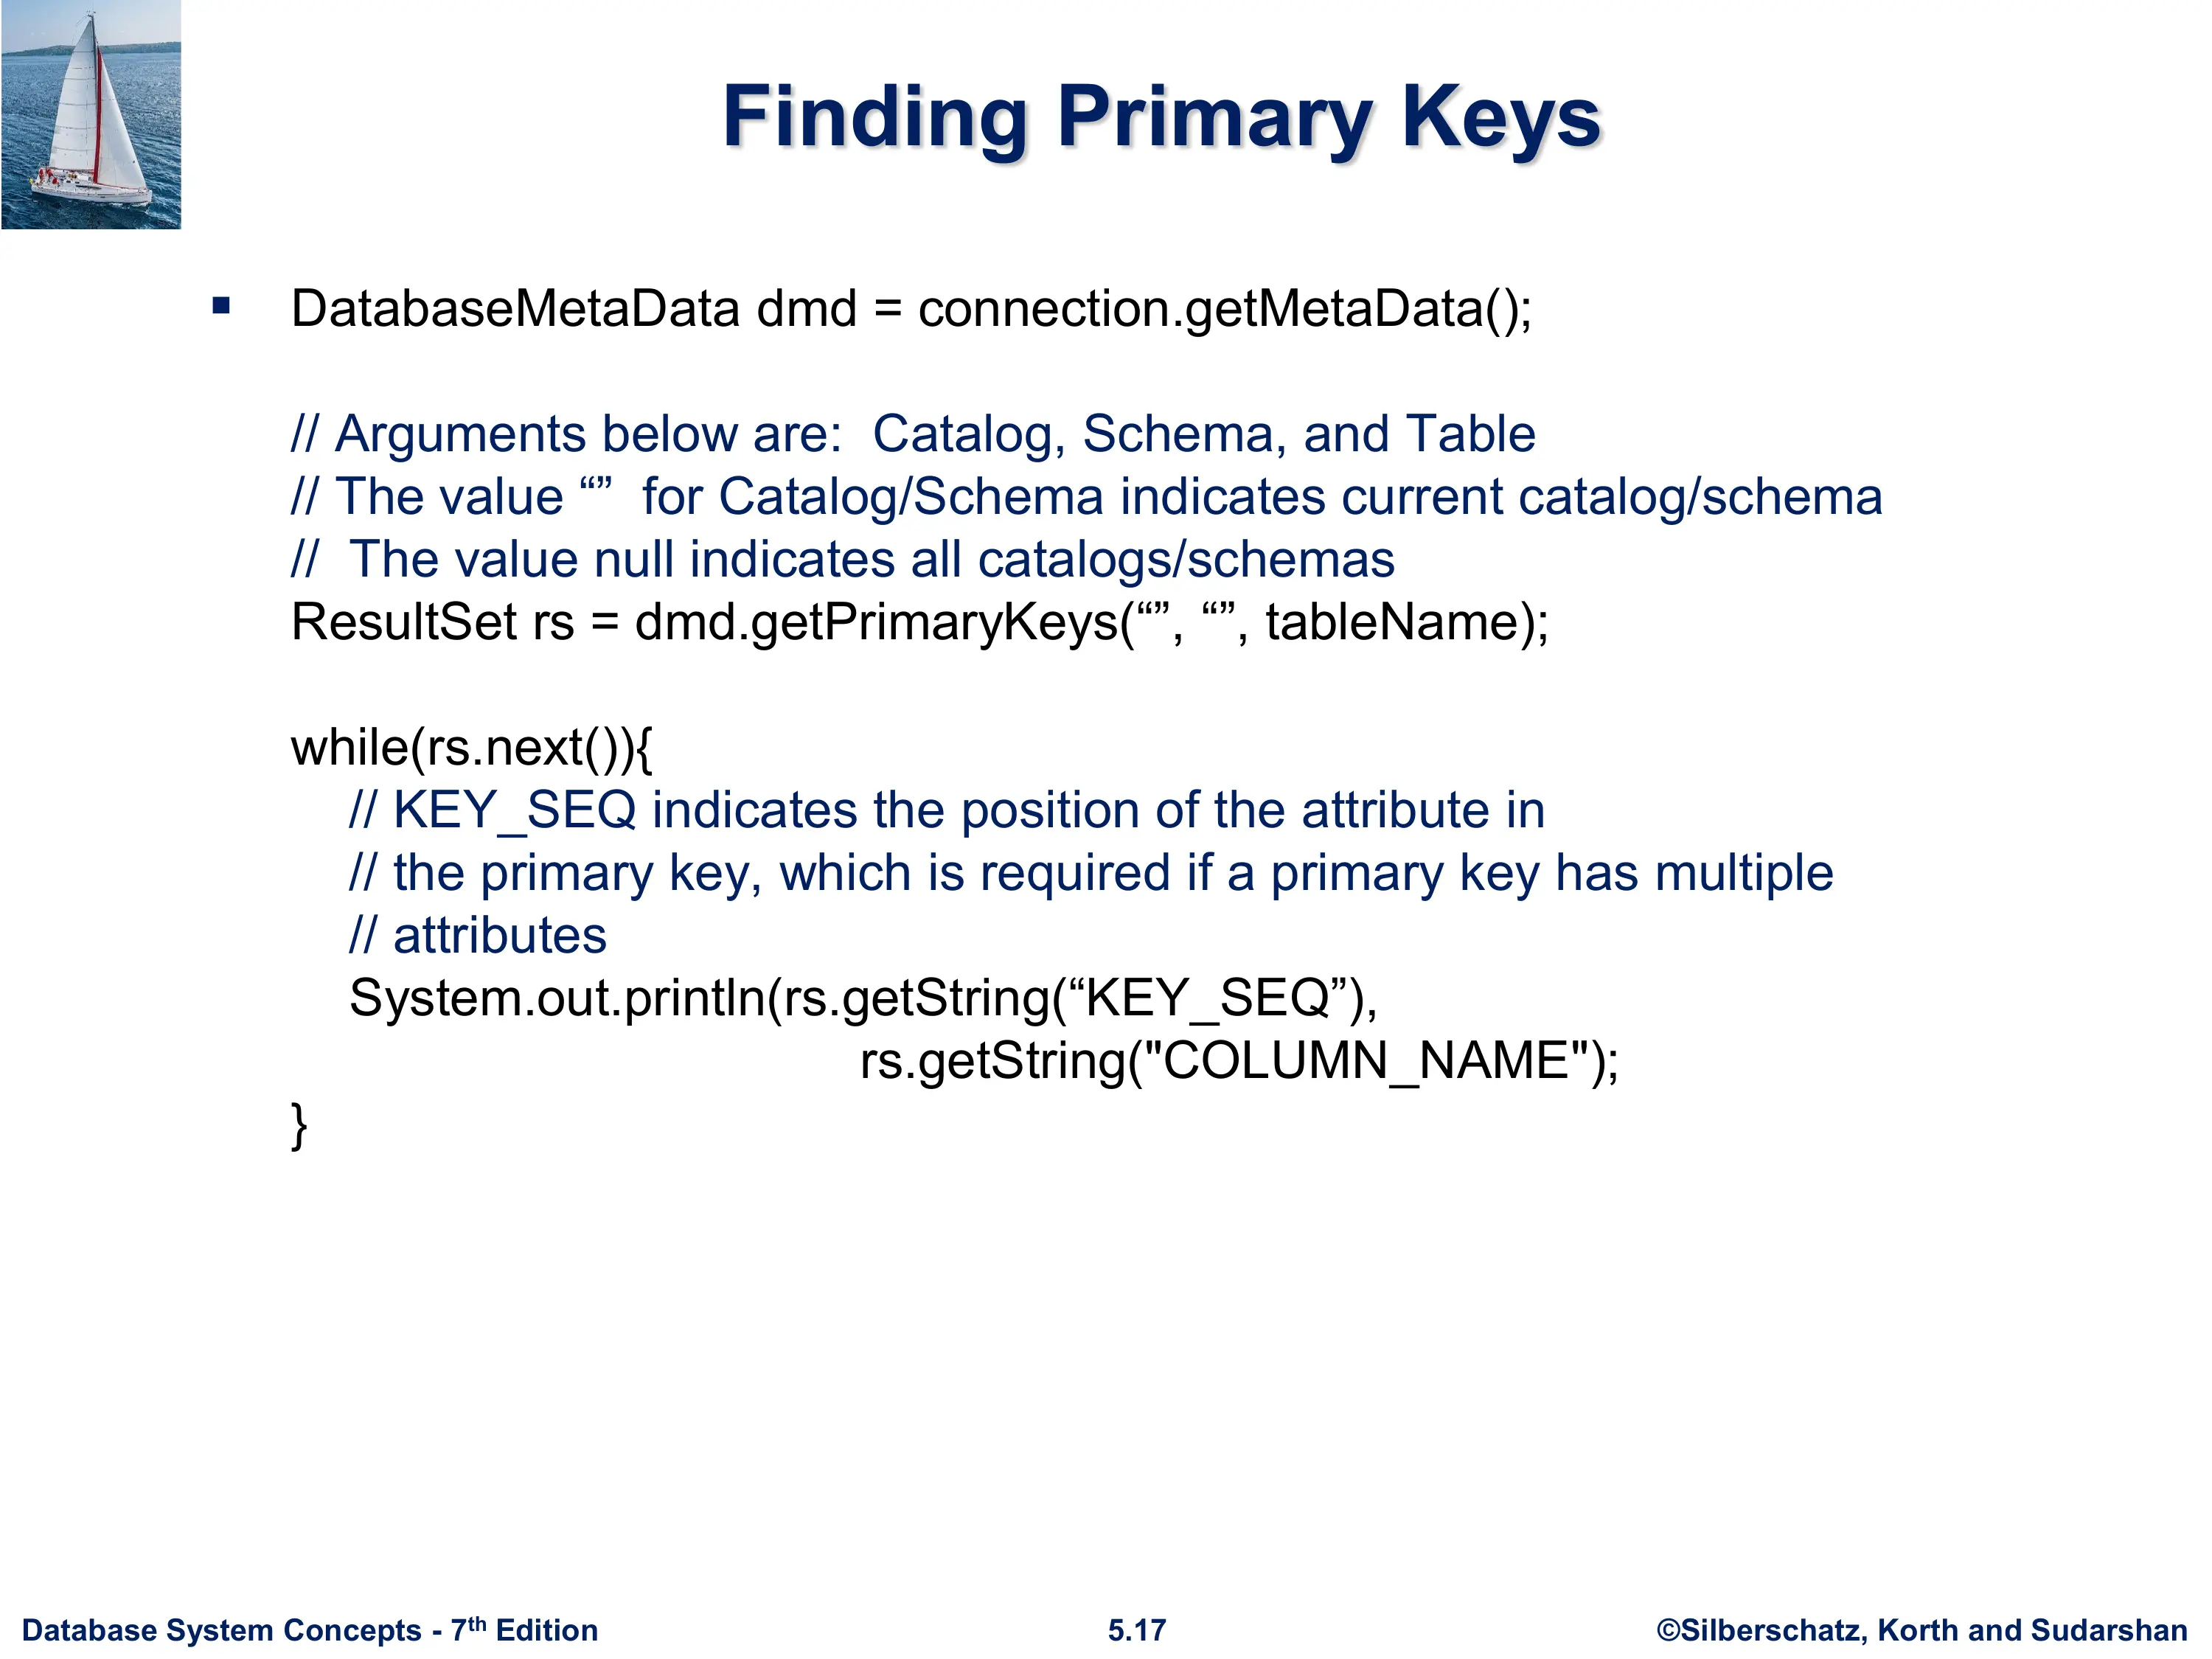 Finding Primary Keys
▪ DatabaseMetaData dmd = connection.getMetaData();
// Arguments below are:  Catalog, Schema, and Table
// The value “”  for Catalog/Schema indicates current catalog/schema
//  The value null indicates all catalogs/schemas
ResultSet rs = dmd.getPrimaryKeys(“”, “”, tableName);
while(rs.next()){
// KEY_SEQ indicates the position of the attribute in
// the primary key, which is required if a primary key has multiple
// attributes
System.out.println(rs.getString(“KEY_SEQ”),
rs.getString("COLUMN_NAME");
}
Database System Concepts - 7th Edition
5.17
©Silberschatz, Korth and Sudarshan